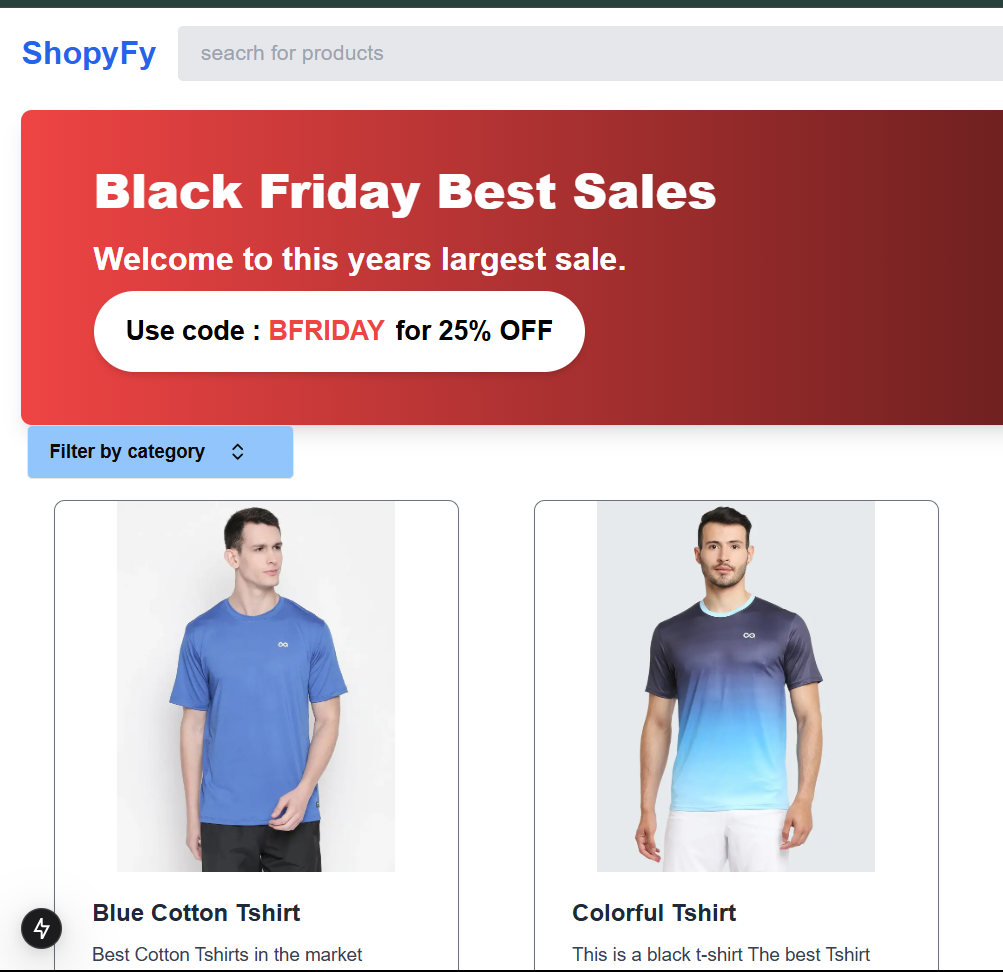 ShopyFy
seacrh for products
Black Friday Best Sales
Welcome to this years largest sale.
Use code : BFRIDAY for 25% OFF
Filter by category
Blue Cotton Tshirt
Best Cotton Tshirts in the market
Colorful Tshirt
This is a black t-shirt The best Tshirt